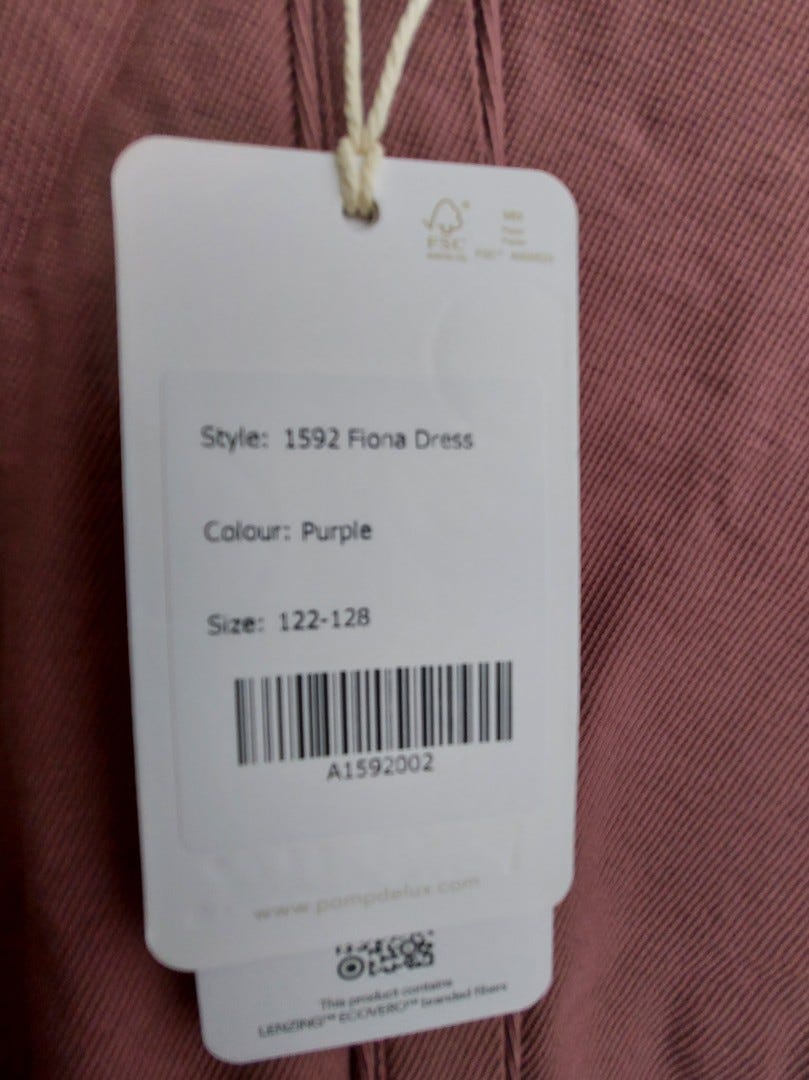 FSC
Style: 1592 Fiona Dress
Colour: Purple
Size: 122-128
A1592002
www.pompdelux.com
This product contains
LENZING™ ECOVERO™ branded fibers